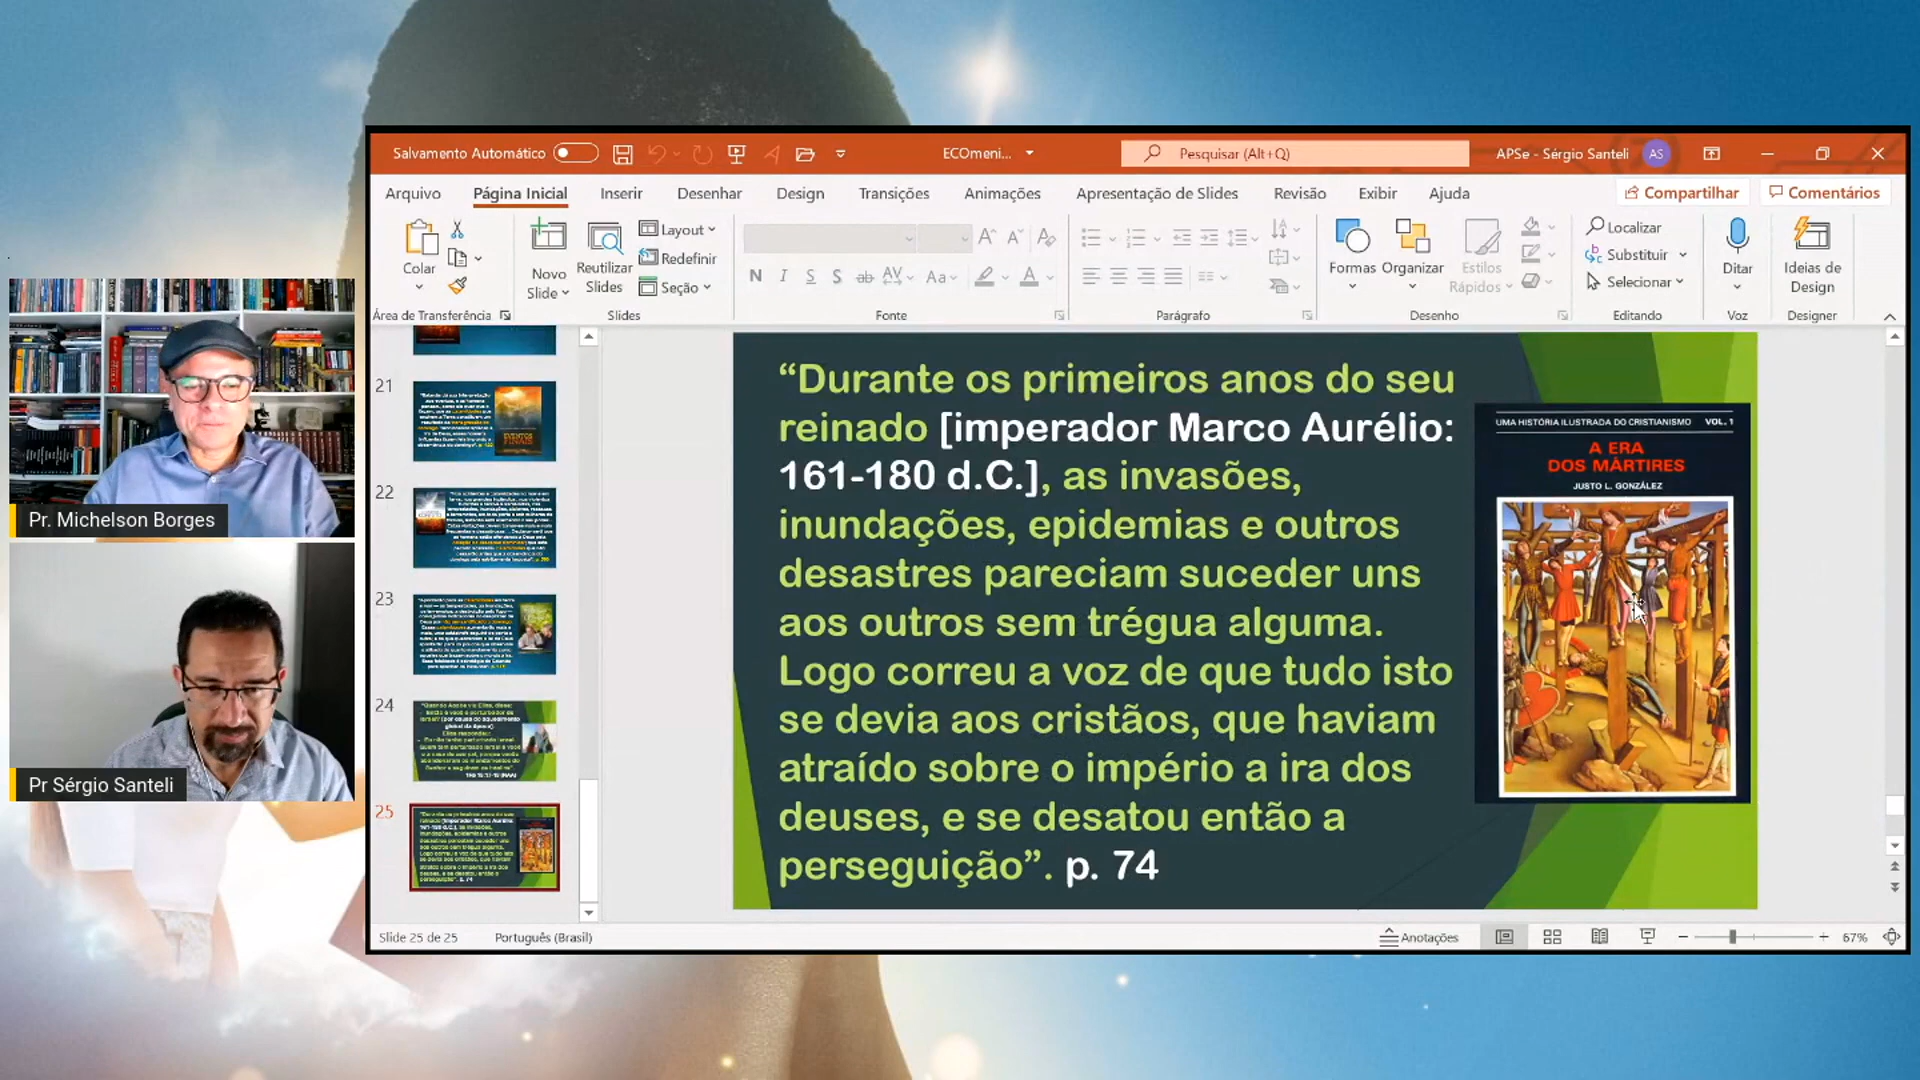 Salvamento Automático
ECOmeni...
Pesquisar (Alt+Q)
APSe - Sérgio Santeli
AS
Arquivo
Página Inicial
Inserir
Desenhar
Design
Transições
Animações
Apresentação de Slides
Revisão
Exibir
Ajuda
Compartilhar
Comentários
Colar
Novo
Slide
Reutilizar
Slides
Layout
Redefinir
Seção
N I S S ab AV Aa A
Formas
Organizar
Estilos
Rápidos
Localizar
Substituir
Selecionar
Ditar
Ideias de
Design
Área de Transferência
Slides
Fonte
Parágrafo
Desenho
Editando
Voz
Designer
21
22
23
24
25
“Durante os primeiros anos do seu
reinado [imperador Marco Aurélio:
161-180 d.C.], as invasões,
inundações, epidemias e outros
desastres pareciam suceder uns
aos outros sem trégua alguma.
Logo correu a voz de que tudo isto
se devia aos cristãos, que haviam
atraído sobre o império a ira dos
deuses, e se desatou então a
perseguição”. p. 74
UMA HISTÓRIA ILUSTRADA DO CRISTIANISMO VOL. 1
A ERA
DOS MÁRTIRES
JUSTO L. GONZÁLEZ
Pr. Michelson Borges
Pr Sérgio Santeli
Slide 25 de 25
Português (Brasil)
Anotações
67%